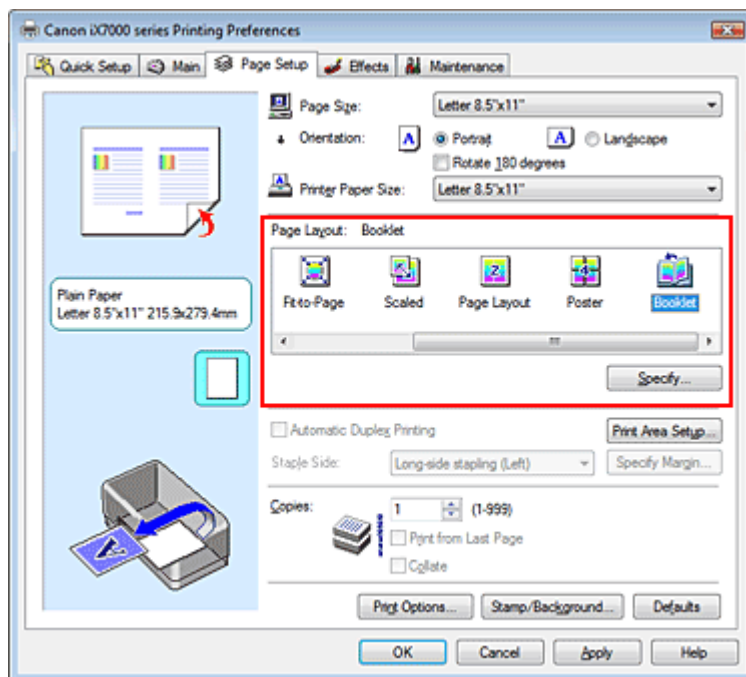 Canon iX7000 series Printing Preferences
Quick Setup Main Page Setup Effects Maintenance
Page Size: Letter 8.5"x11"
Orientation: A Portrait A Landscape
Rotate 180 degrees
Printer Paper Size: Letter 8.5"x11"
Page Layout: Booklet
2 4
Fit-to-Page Scaled Page Layout Poster Booklet
Plain Paper
Letter 8.5"x11" 215.9x279.4mm
Specify...
Automatic Duplex Printing Print Area Setup...
Staple Side: Long-side stapling (Left) Specify Margin...
Copies: 1 (1-999)
Print from Last Page
Collate
A
Print Options... Stamp/Background... Defaults
OK Cancel Apply Help